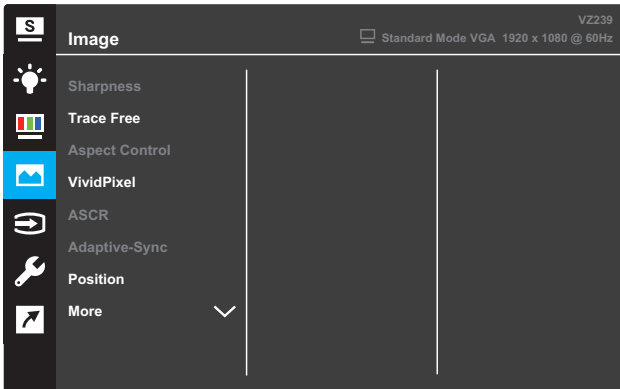 S
VZ239
Image
Standard Mode VGA 1920 x 1080 @ 60Hz
Sharpness
Trace Free
Aspect Control
VividPixel
ASCR
Adaptive-Sync
Position
More